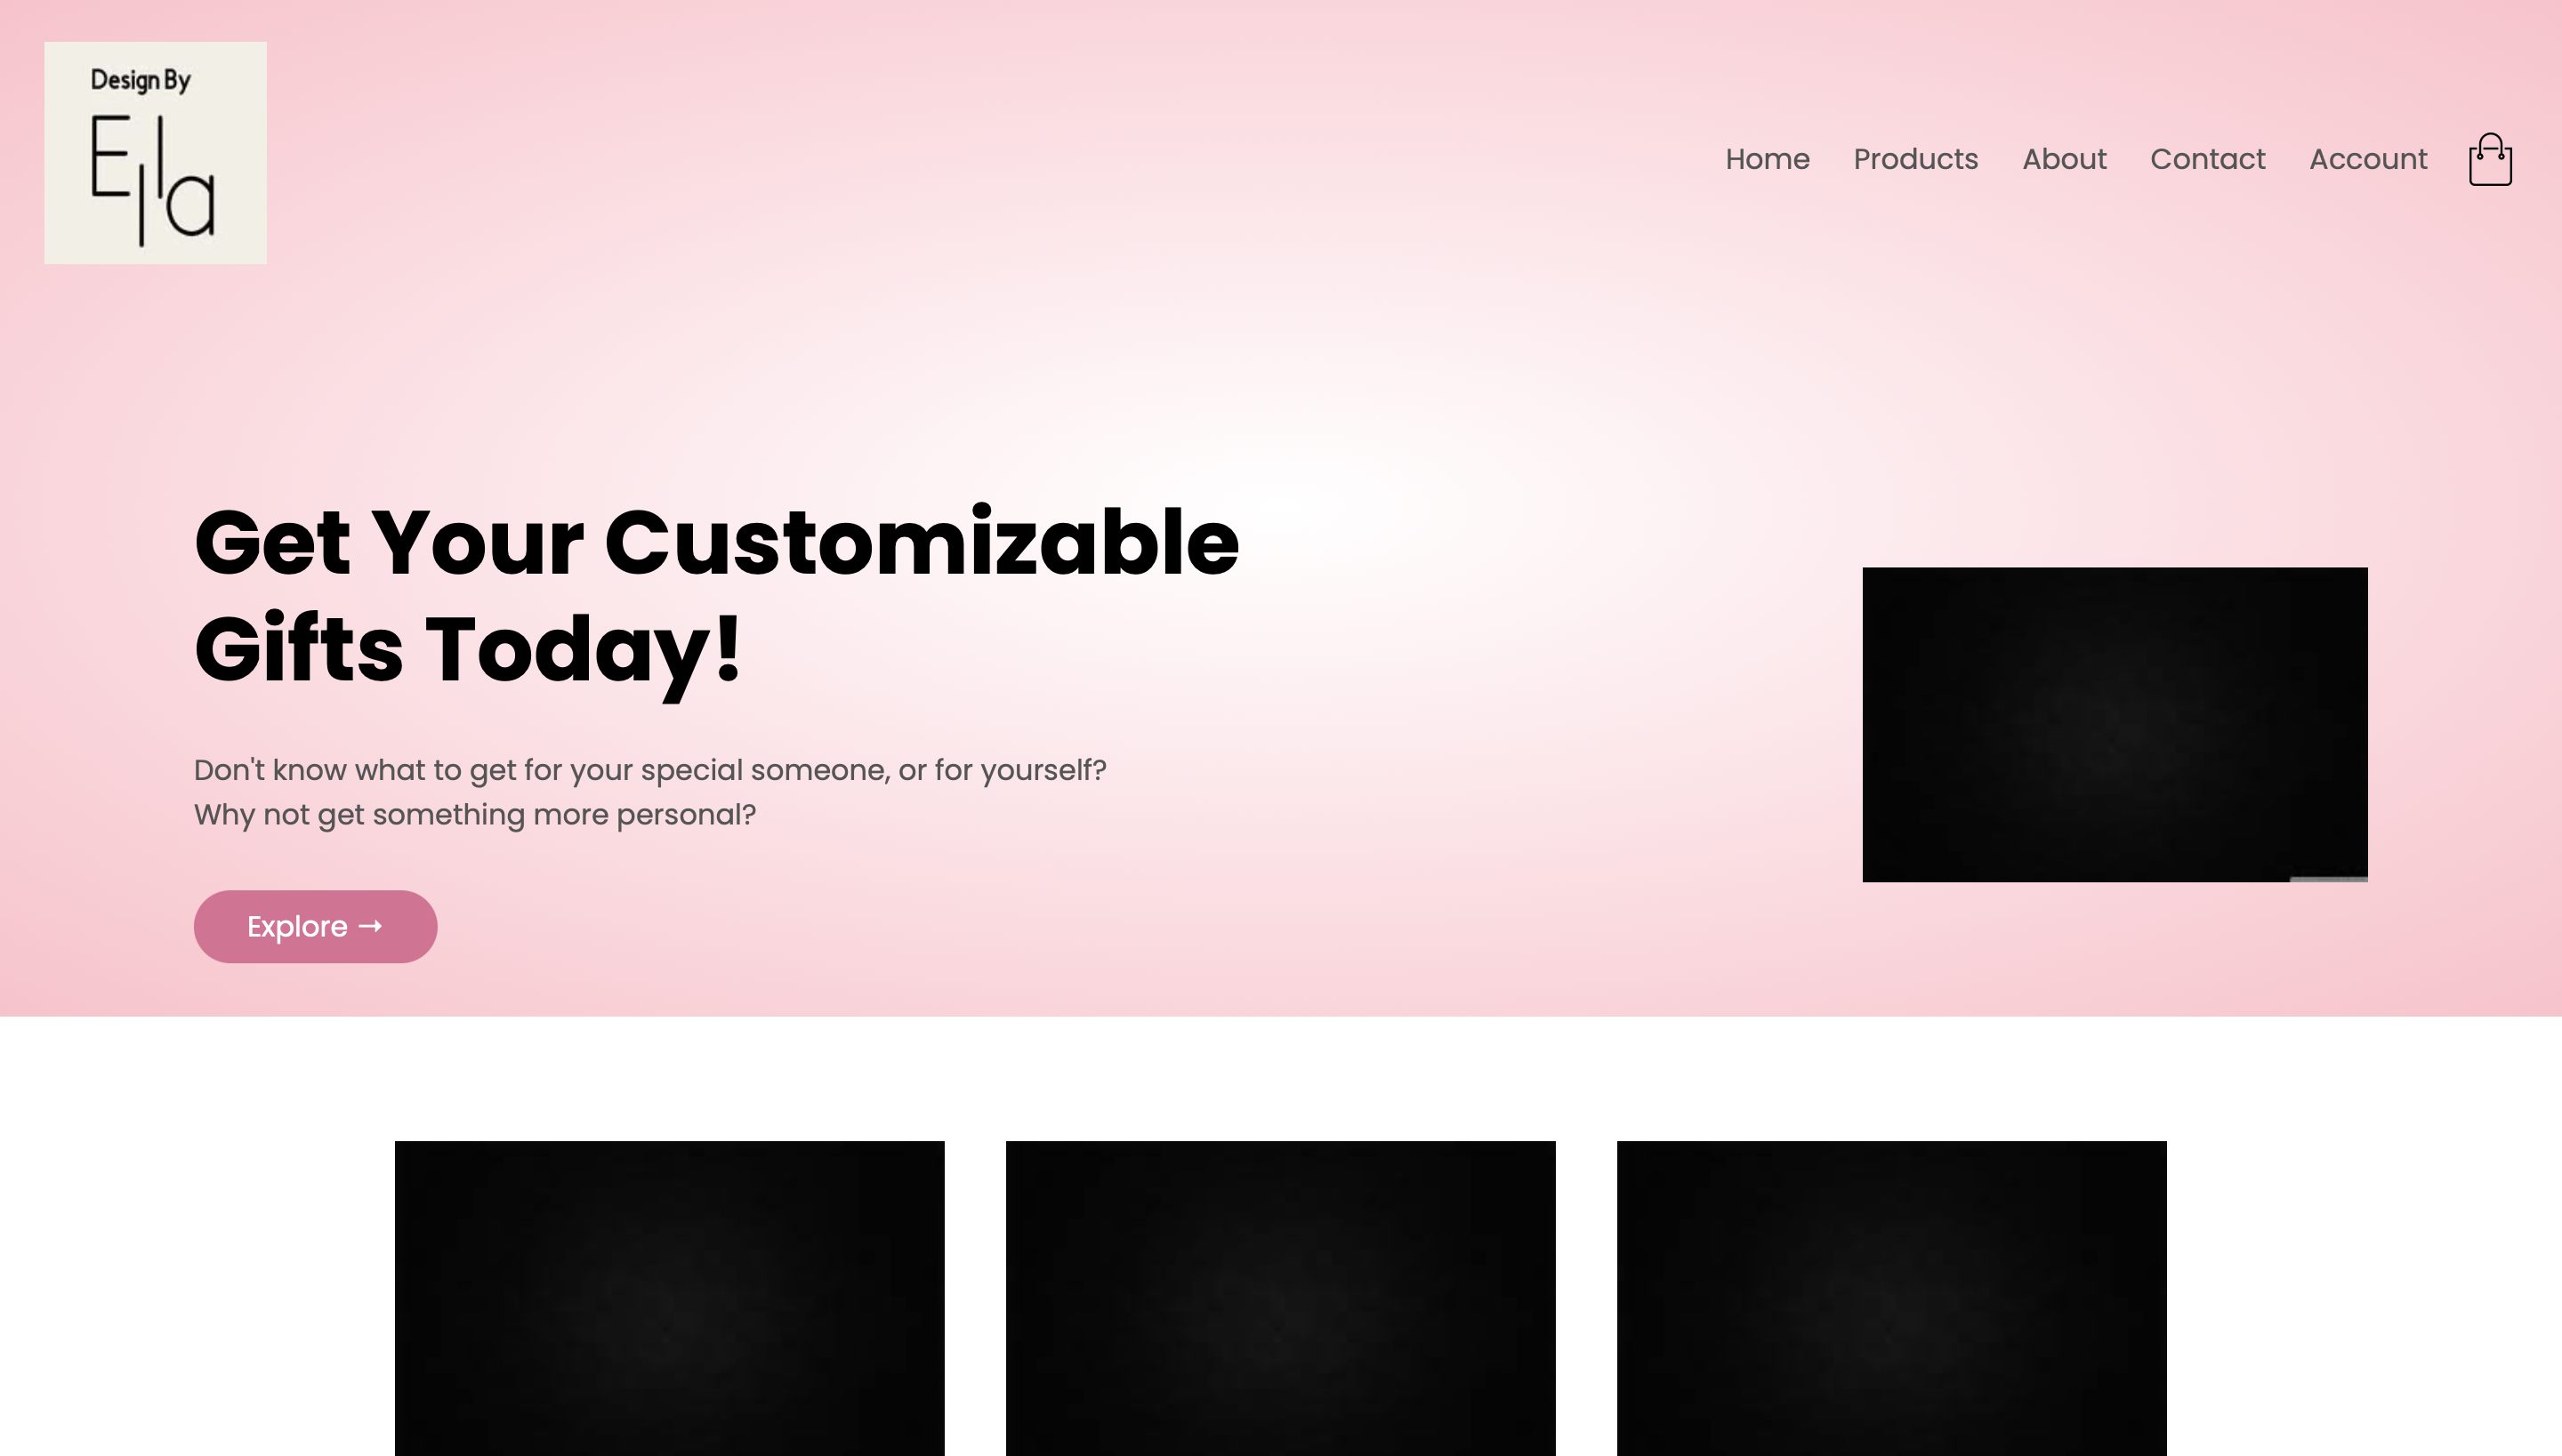 Design By
Ella
Home Products About Contact Account
Get Your Customizable
Gifts Today!
Don't know what to get for your special someone, or for yourself?
Why not get something more personal?
Explore →